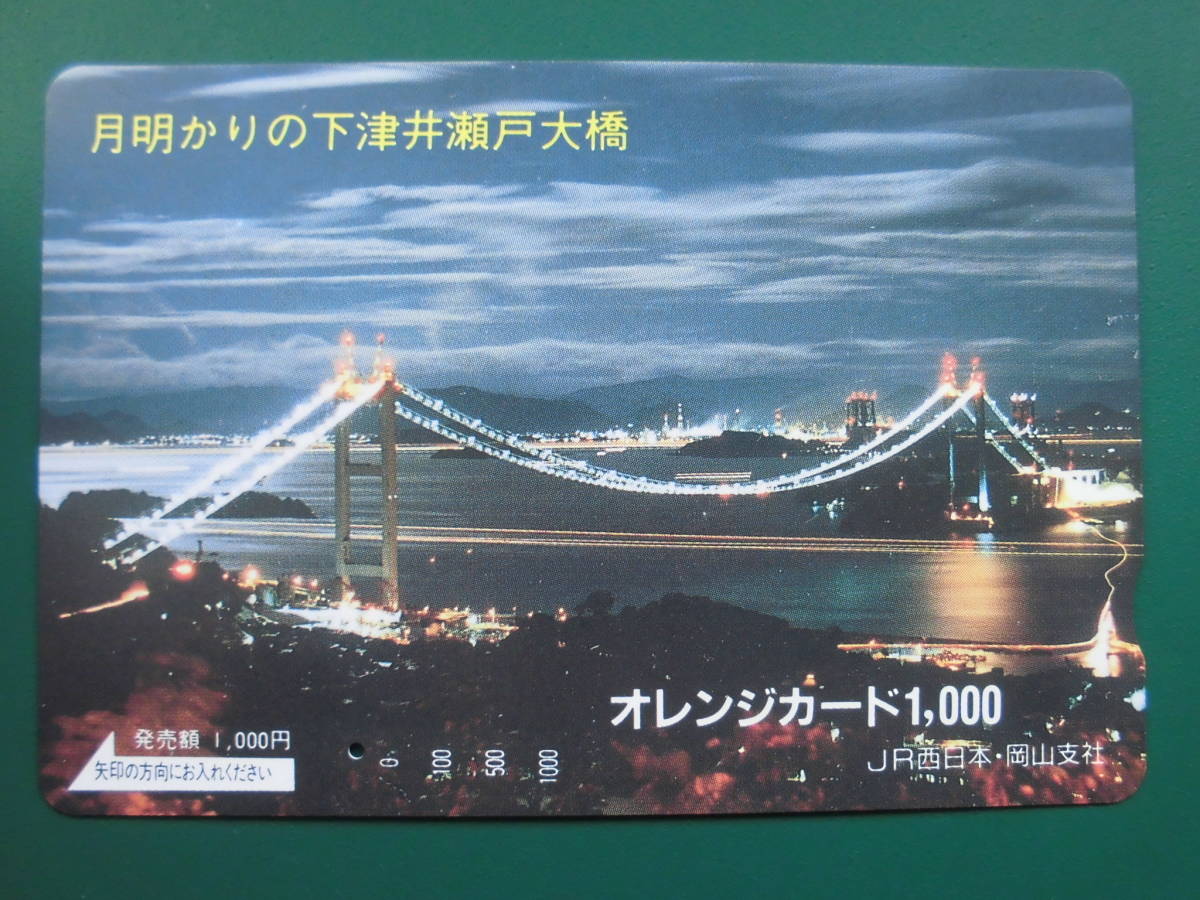 月明かりの下津井瀬戸大橋
オレンジカード1,000
JR西日本・岡山支社
発売額 1,000円
矢印の方向にお入れください
0 100 500 1000